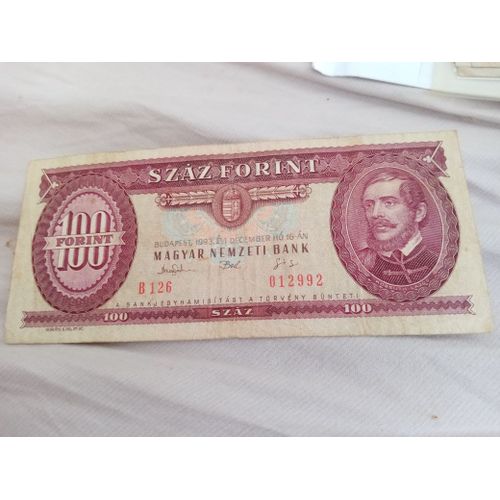 SZÁZ FORINT
100
FORINT
BUDAPEST, 1993. ÉVI DECEMBER HÓ 16-ÁN
MAGYAR NEMZETI BANK
B 126 012992
A BANKJEGYHAMISÍTÁST A TÖRVÉNY BÜNTETI
100 SZÁZ 100